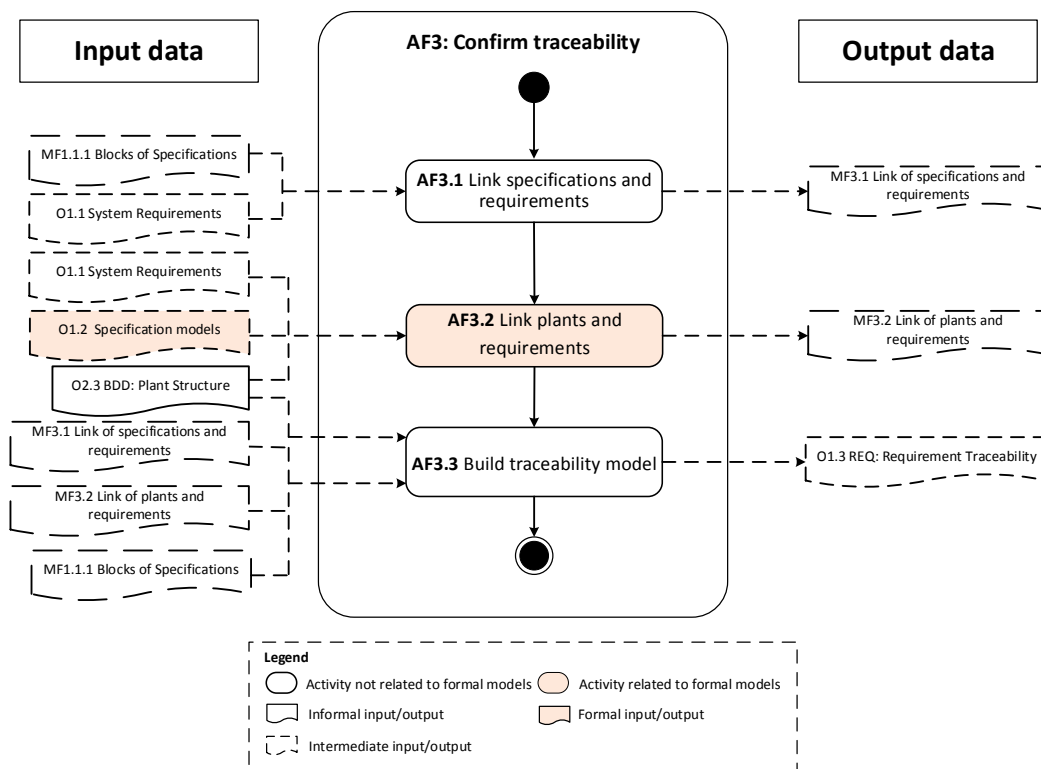 Input data
AF3: Confirm traceability
Output data
MF1.1.1 Blocks of Specifications
O1.1 System Requirements
O1.1 System Requirements
O1.2 Specification models
O2.3 BDD: Plant Structure
MF3.1 Link of specifications and
requirements
MF3.2 Link of plants and
requirements
MF1.1.1 Blocks of Specifications
AF3.1 Link specifications and
requirements
AF3.2 Link plants and
requirements
AF3.3 Build traceability model
MF3.1 Link of specifications and
requirements
MF3.2 Link of plants and
requirements
O1.3 REQ: Requirement Traceability
Legend
Activity not related to formal models
Activity related to formal models
Informal input/output
Formal input/output
Intermediate input/output